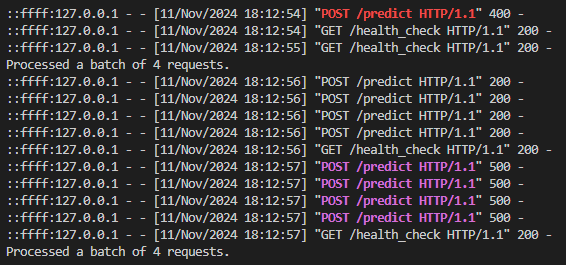 ::ffff:127.0.0.1 - - [11/Nov/2024 18:12:54] "POST /predict HTTP/1.1" 400 -
::ffff:127.0.0.1 - - [11/Nov/2024 18:12:54] "GET /health_check HTTP/1.1" 200 -
::ffff:127.0.0.1 - - [11/Nov/2024 18:12:55] "GET /health_check HTTP/1.1" 200 -
Processed a batch of 4 requests.
::ffff:127.0.0.1 - - [11/Nov/2024 18:12:56] "POST /predict HTTP/1.1" 200 -
::ffff:127.0.0.1 - - [11/Nov/2024 18:12:56] "POST /predict HTTP/1.1" 200 -
::ffff:127.0.0.1 - - [11/Nov/2024 18:12:56] "POST /predict HTTP/1.1" 200 -
::ffff:127.0.0.1 - - [11/Nov/2024 18:12:56] "POST /predict HTTP/1.1" 200 -
::ffff:127.0.0.1 - - [11/Nov/2024 18:12:56] "GET /health_check HTTP/1.1" 200 -
::ffff:127.0.0.1 - - [11/Nov/2024 18:12:57] "POST /predict HTTP/1.1" 500 -
::ffff:127.0.0.1 - - [11/Nov/2024 18:12:57] "POST /predict HTTP/1.1" 500 -
::ffff:127.0.0.1 - - [11/Nov/2024 18:12:57] "POST /predict HTTP/1.1" 500 -
::ffff:127.0.0.1 - - [11/Nov/2024 18:12:57] "POST /predict HTTP/1.1" 500 -
::ffff:127.0.0.1 - - [11/Nov/2024 18:12:57] "GET /health_check HTTP/1.1" 200 -
Processed a batch of 4 requests.